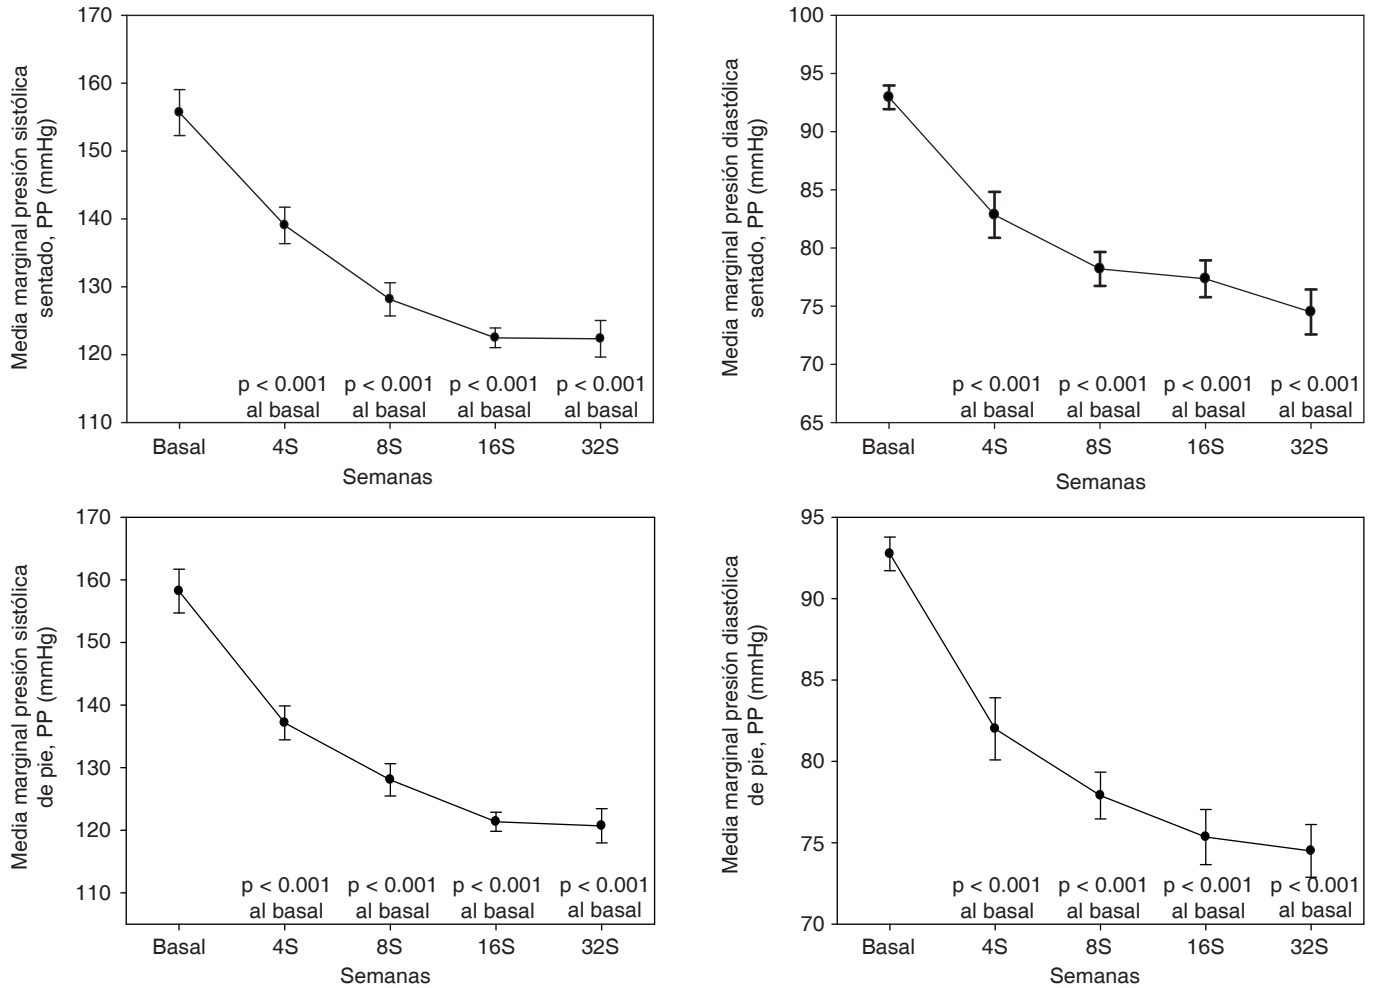 Media marginal presión sistólica
sentado, PP (mmHg)
170
160
150
140
130
120
110
p < 0.001 p < 0.001 p < 0.001 p < 0.001
al basal al basal al basal al basal
Basal 4S 8S 16S 32S
Semanas
Media marginal presión diastólica
sentado, PP (mmHg)
100
95
90
85
80
75
70
65
p < 0.001 p < 0.001 p < 0.001 p < 0.001
al basal al basal al basal al basal
Basal 4S 8S 16S 32S
Semanas
Media marginal presión sistólica
de pie, PP (mmHg)
170
160
150
140
130
120
110
p < 0.001 p < 0.001 p < 0.001 p < 0.001
al basal al basal al basal al basal
Basal 4S 8S 16S 32S
Semanas
Media marginal presión diastólica
de pie, PP (mmHg)
95
90
85
80
75
70
p < 0.001 p < 0.001 p < 0.001 p < 0.001
al basal al basal al basal al basal
Basal 4S 8S 16S 32S
Semanas